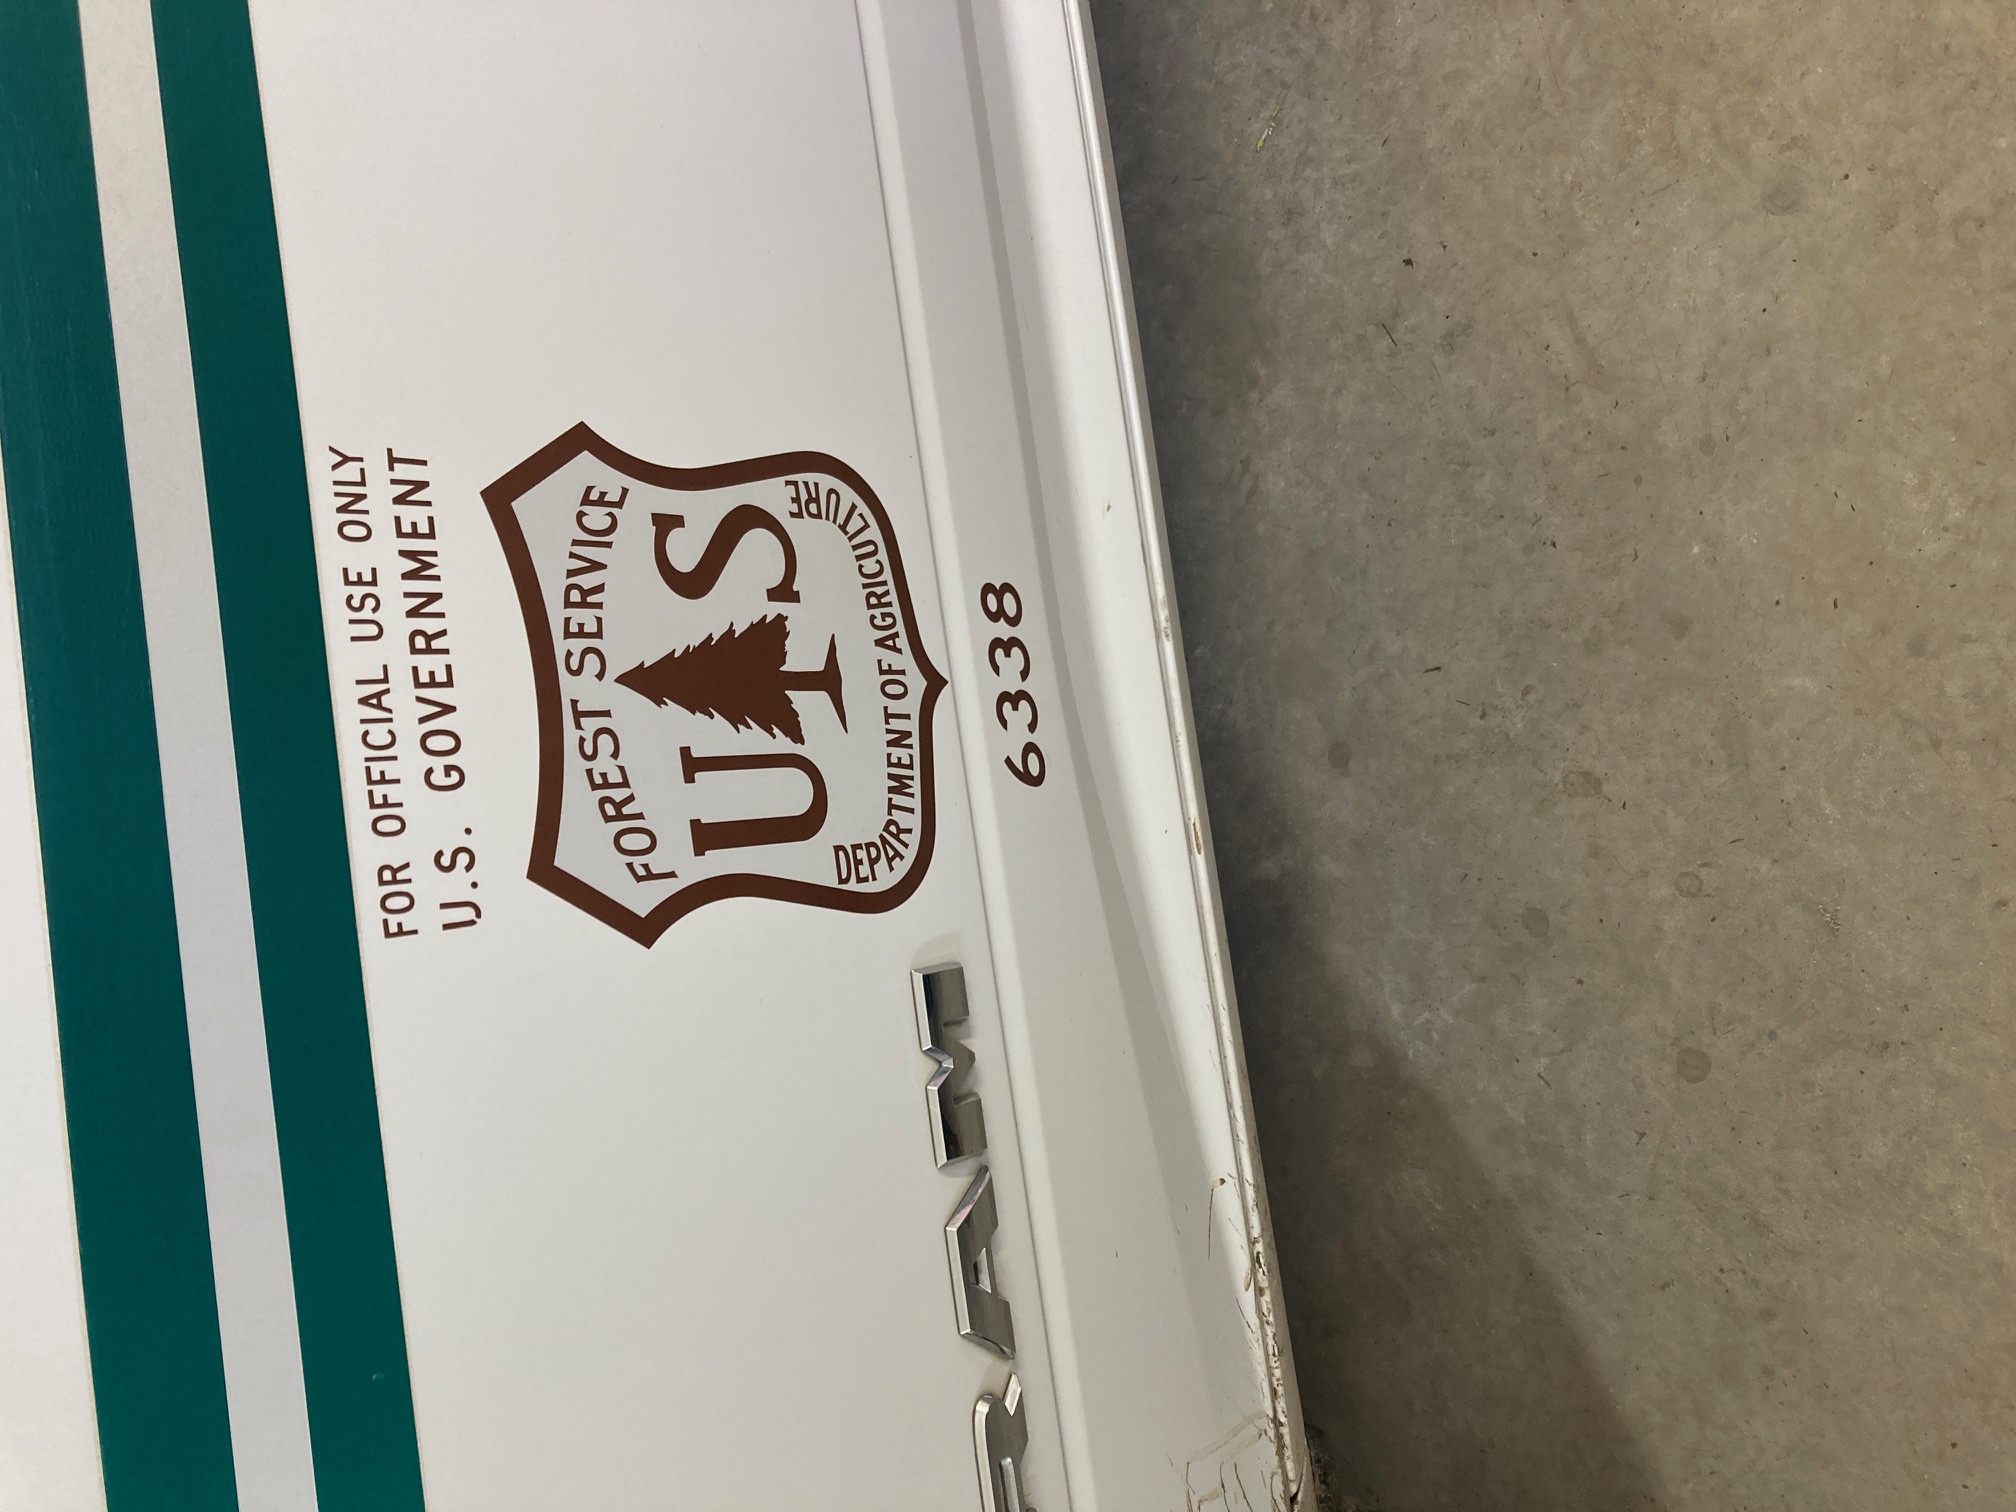 FOR OFFICIAL USE ONLY
U.S. GOVERNMENT
FOREST SERVICE
U S
DEPARTMENT OF AGRICULTURE
6338
RAM